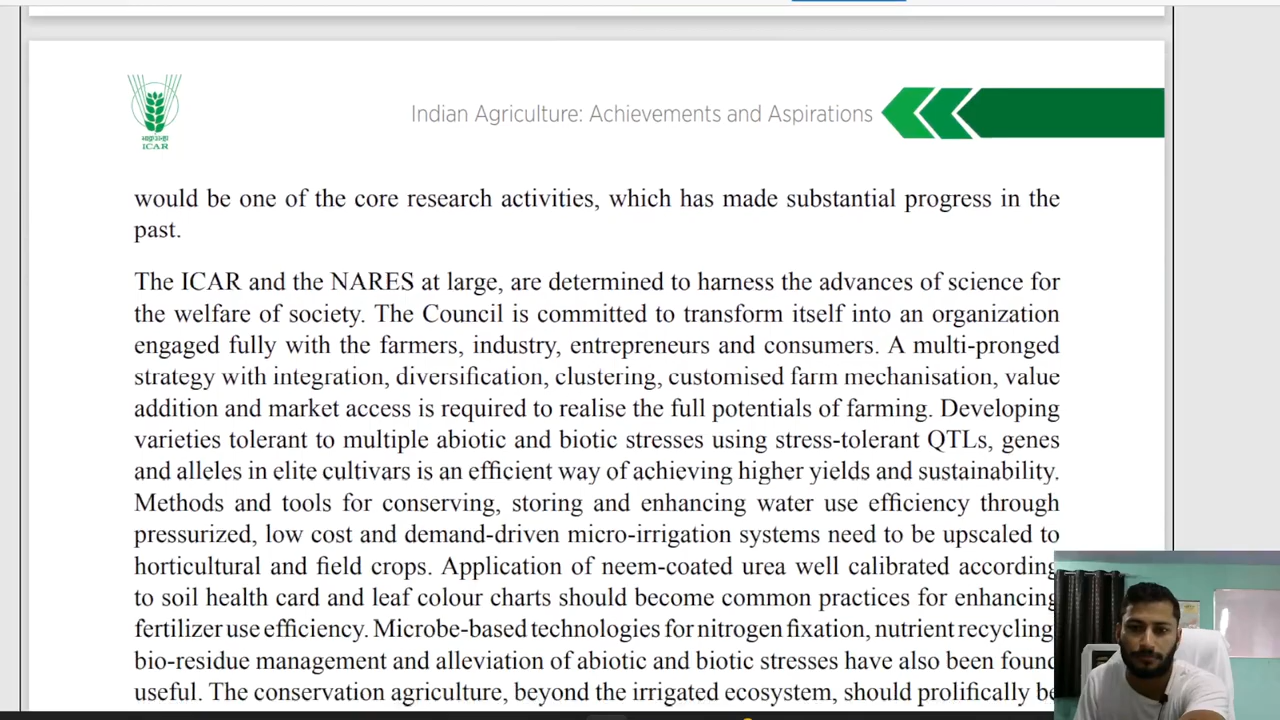 Indian Agriculture: Achievements and Aspirations
ICAR
would be one of the core research activities, which has made substantial progress in the
past.
The ICAR and the NARES at large, are determined to harness the advances of science for
the welfare of society. The Council is committed to transform itself into an organization
engaged fully with the farmers, industry, entrepreneurs and consumers. A multi-pronged
strategy with integration, diversification, clustering, customised farm mechanisation, value
addition and market access is required to realise the full potentials of farming. Developing
varieties tolerant to multiple abiotic and biotic stresses using stress-tolerant QTLs, genes
and alleles in elite cultivars is an efficient way of achieving higher yields and sustainability.
Methods and tools for conserving, storing and enhancing water use efficiency through
pressurized, low cost and demand-driven micro-irrigation systems need to be upscaled to
horticultural and field crops. Application of neem-coated urea well calibrated according
to soil health card and leaf colour charts should become common practices for enhancing
fertilizer use efficiency. Microbe-based technologies for nitrogen fixation, nutrient recycling
bio-residue management and alleviation of abiotic and biotic stresses have also been found
useful. The conservation agriculture, beyond the irrigated ecosystem, should prolifically be